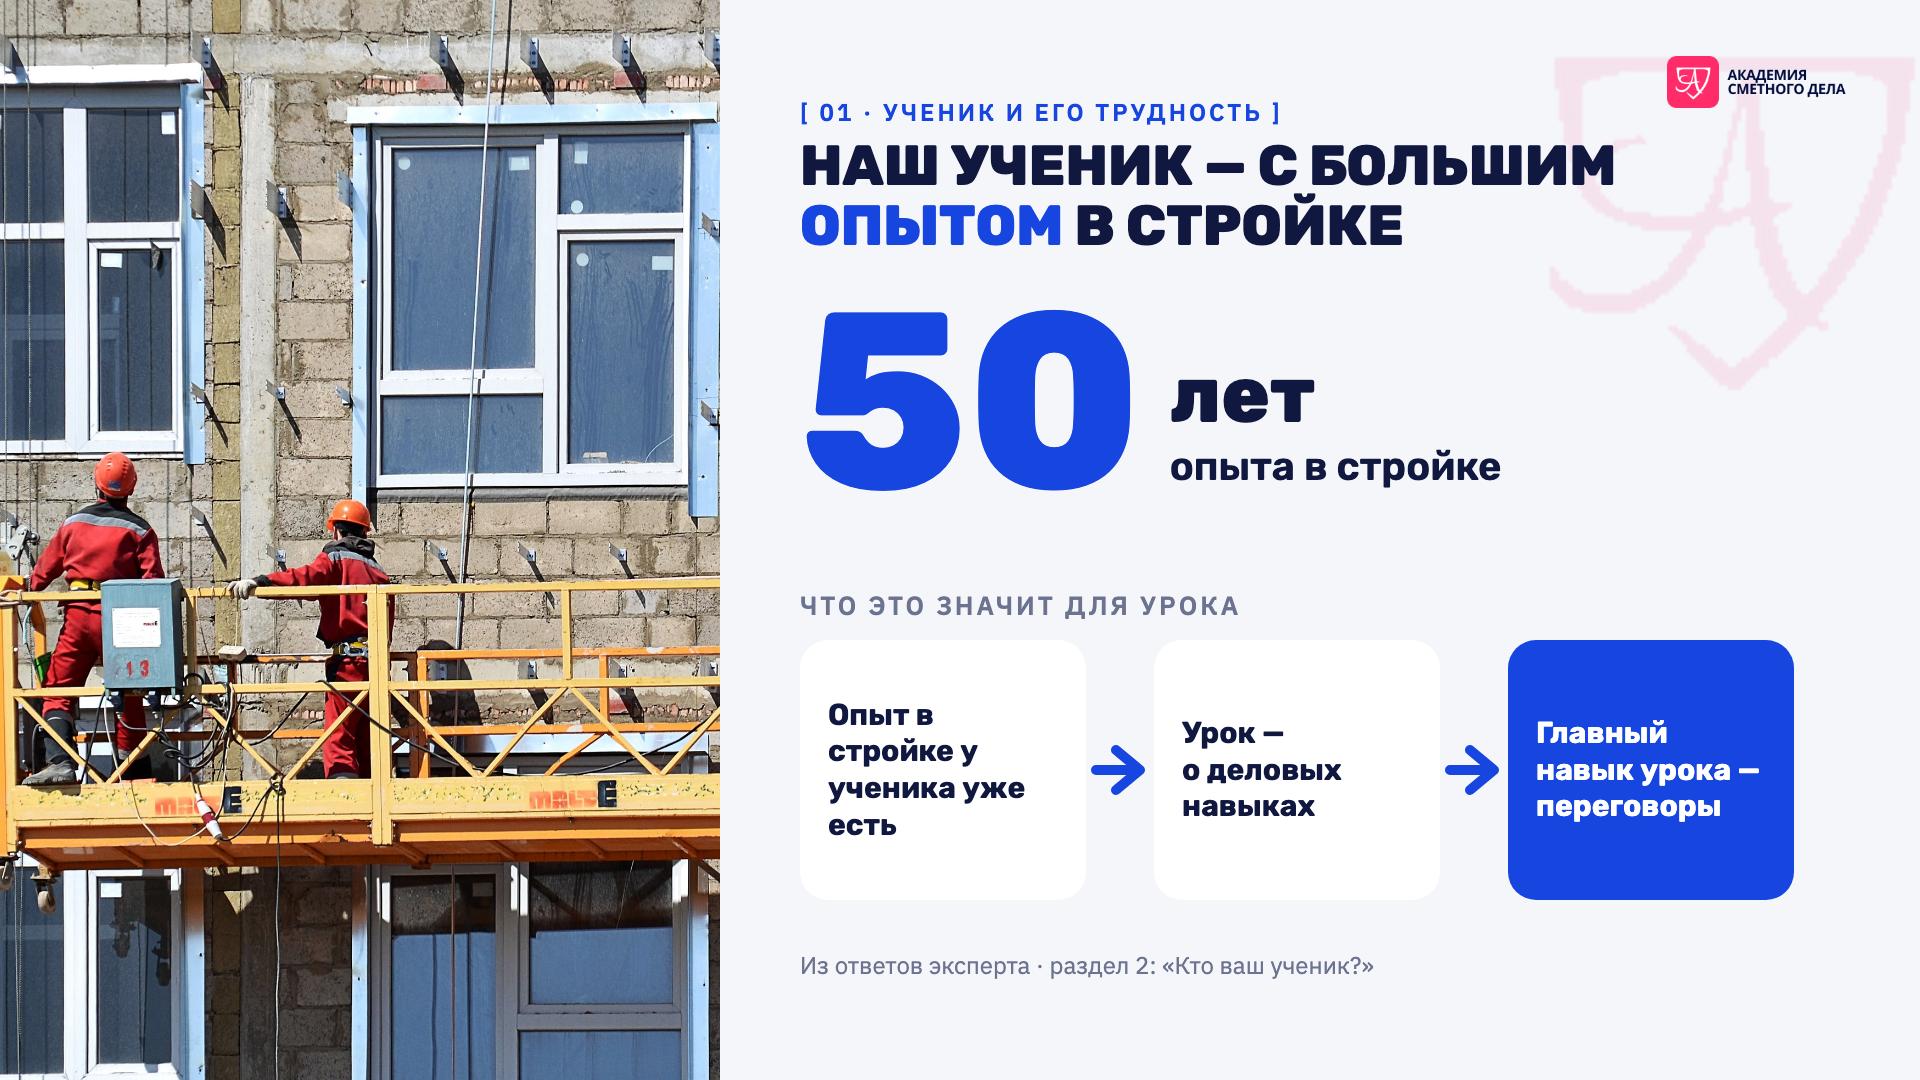 АКАДЕМИЯ
СМЕТНОГО ДЕЛА
[ 01 · УЧЕНИК И ЕГО ТРУДНОСТЬ ]
НАШ УЧЕНИК — С БОЛЬШИМ
ОПЫТОМ В СТРОЙКЕ
50 лет
опыта в стройке
ЧТО ЭТО ЗНАЧИТ ДЛЯ УРОКА
Опыт в
стройке у
ученика уже
есть
Урок —
о деловых
навыках
Главный
навык урока —
переговоры
Из ответов эксперта · раздел 2: «Кто ваш ученик?»
13